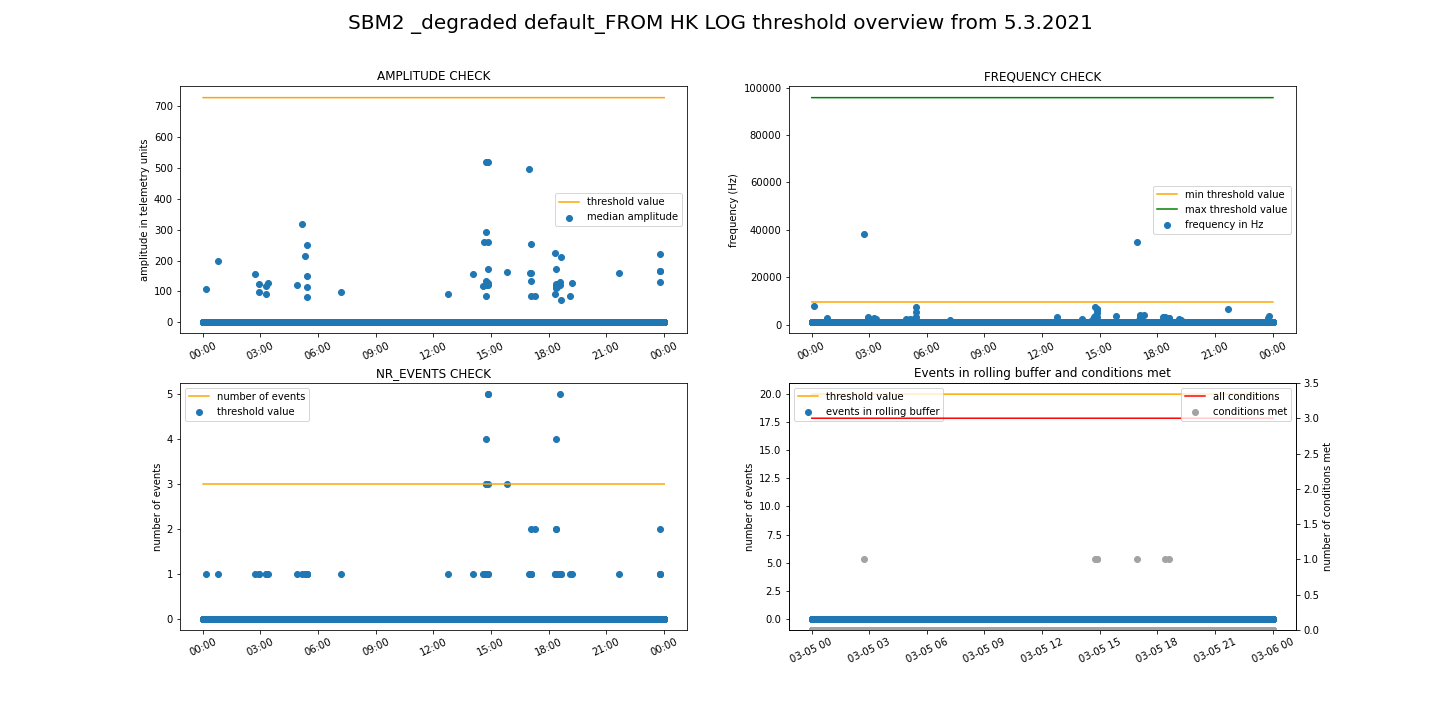 SBM2 _degraded default_FROM HK LOG threshold overview from 5.3.2021
AMPLITUDE CHECK
amplitude in telemetry units
700
600
500
400
300
200
100
0
threshold value
median amplitude
00:00 03:00 06:00 09:00 12:00 15:00 18:00 21:00 00:00
FREQUENCY CHECK
frequency (Hz)
100000
80000
60000
40000
20000
0
min threshold value
max threshold value
frequency in Hz
00:00 03:00 06:00 09:00 12:00 15:00 18:00 21:00 00:00
NR_EVENTS CHECK
number of events
5
4
3
2
1
0
number of events
threshold value
00:00 03:00 06:00 09:00 12:00 15:00 18:00 21:00 00:00
Events in rolling buffer and conditions met
number of events
20.0
17.5
15.0
12.5
10.0
7.5
5.0
2.5
0.0
threshold value
events in rolling buffer
all conditions
conditions met
3.5
3.0
2.5
2.0
1.5
1.0
0.5
0.0
number of conditions met
03-05 00 03-05 03 03-05 06 03-05 09 03-05 12 03-05 15 03-05 18 03-05 21 03-06 00